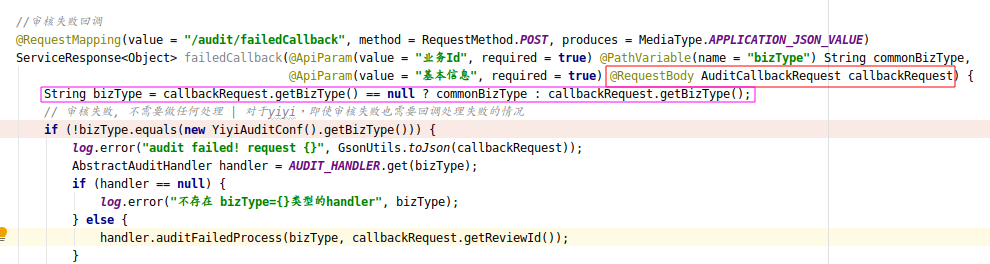 //审核失败回调
@RequestMapping(value = "/audit/failedCallback", method = RequestMethod.POST, produces = MediaType.APPLICATION_JSON_VALUE)
ServiceResponse<Object> failedCallback(@ApiParam(value = "业务Id", required = true) @PathVariable(name = "bizType") String commonBizType,
@ApiParam(value = "基本信息", required = true) @RequestBody AuditCallbackRequest callbackRequest) {
String bizType = callbackRequest.getBizType() == null ? commonBizType : callbackRequest.getBizType();
// 审核失败, 不需要做任何处理 | 对于yiyi，即使审核失败也需要回调处理失败的情况
if (!bizType.equals(new YiyiAuditConf().getBizType())) {
log.error("audit failed! request {}", GsonUtils.toJson(callbackRequest));
AbstractAuditHandler handler = AUDIT_HANDLER.get(bizType);
if (handler == null) {
log.error("不存在 bizType={}类型的handler", bizType);
} else {
handler.auditFailedProcess(bizType, callbackRequest.getReviewId());
}